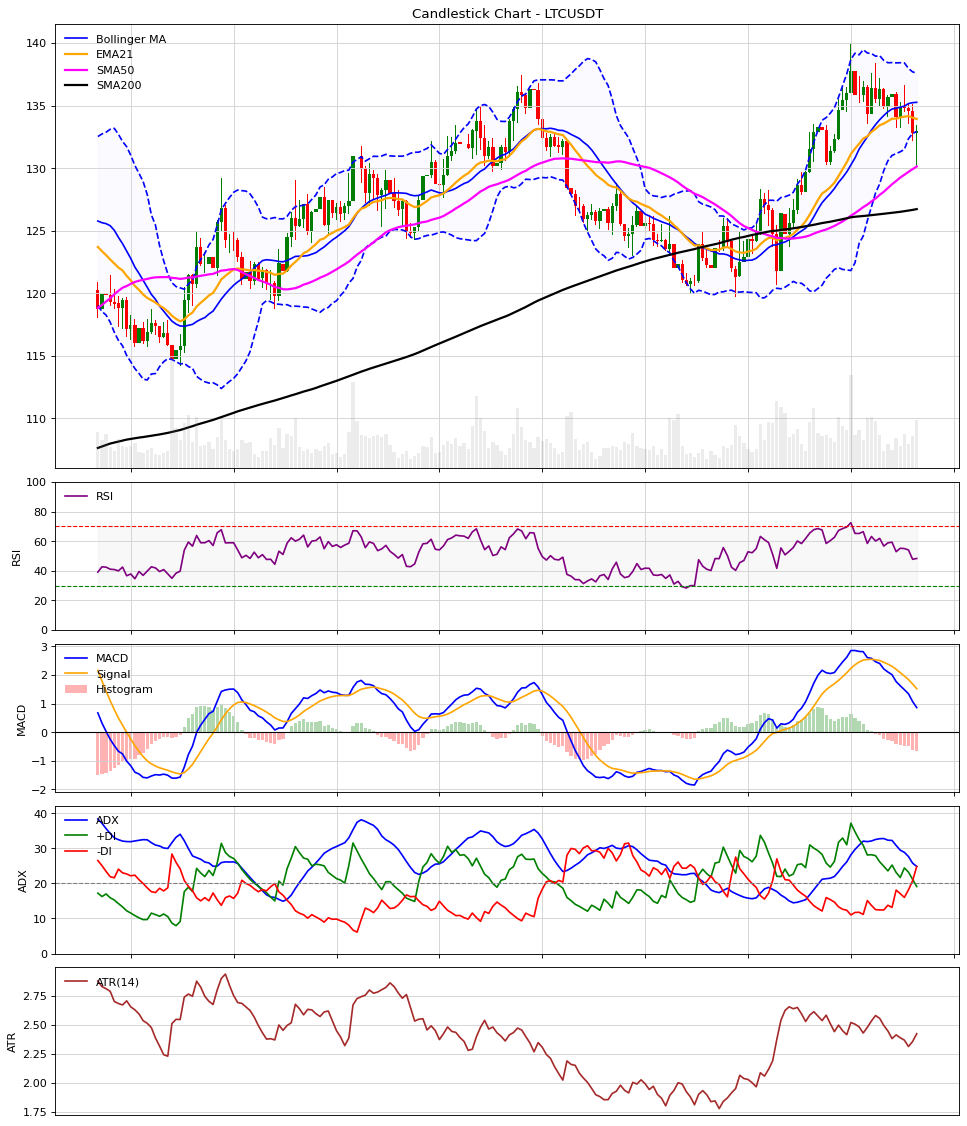 Candlestick Chart - LTCUSDT
Bollinger MA
EMA21
SMA50
SMA200
140
135
130
125
120
115
110
100
80
60
40
20
0
RSI
RSI
3
2
1
0
−1
−2
MACD
MACD
Signal
Histogram
40
30
20
10
0
ADX
ADX
+DI
-DI
2.75
2.50
2.25
2.00
1.75
ATR
ATR(14)